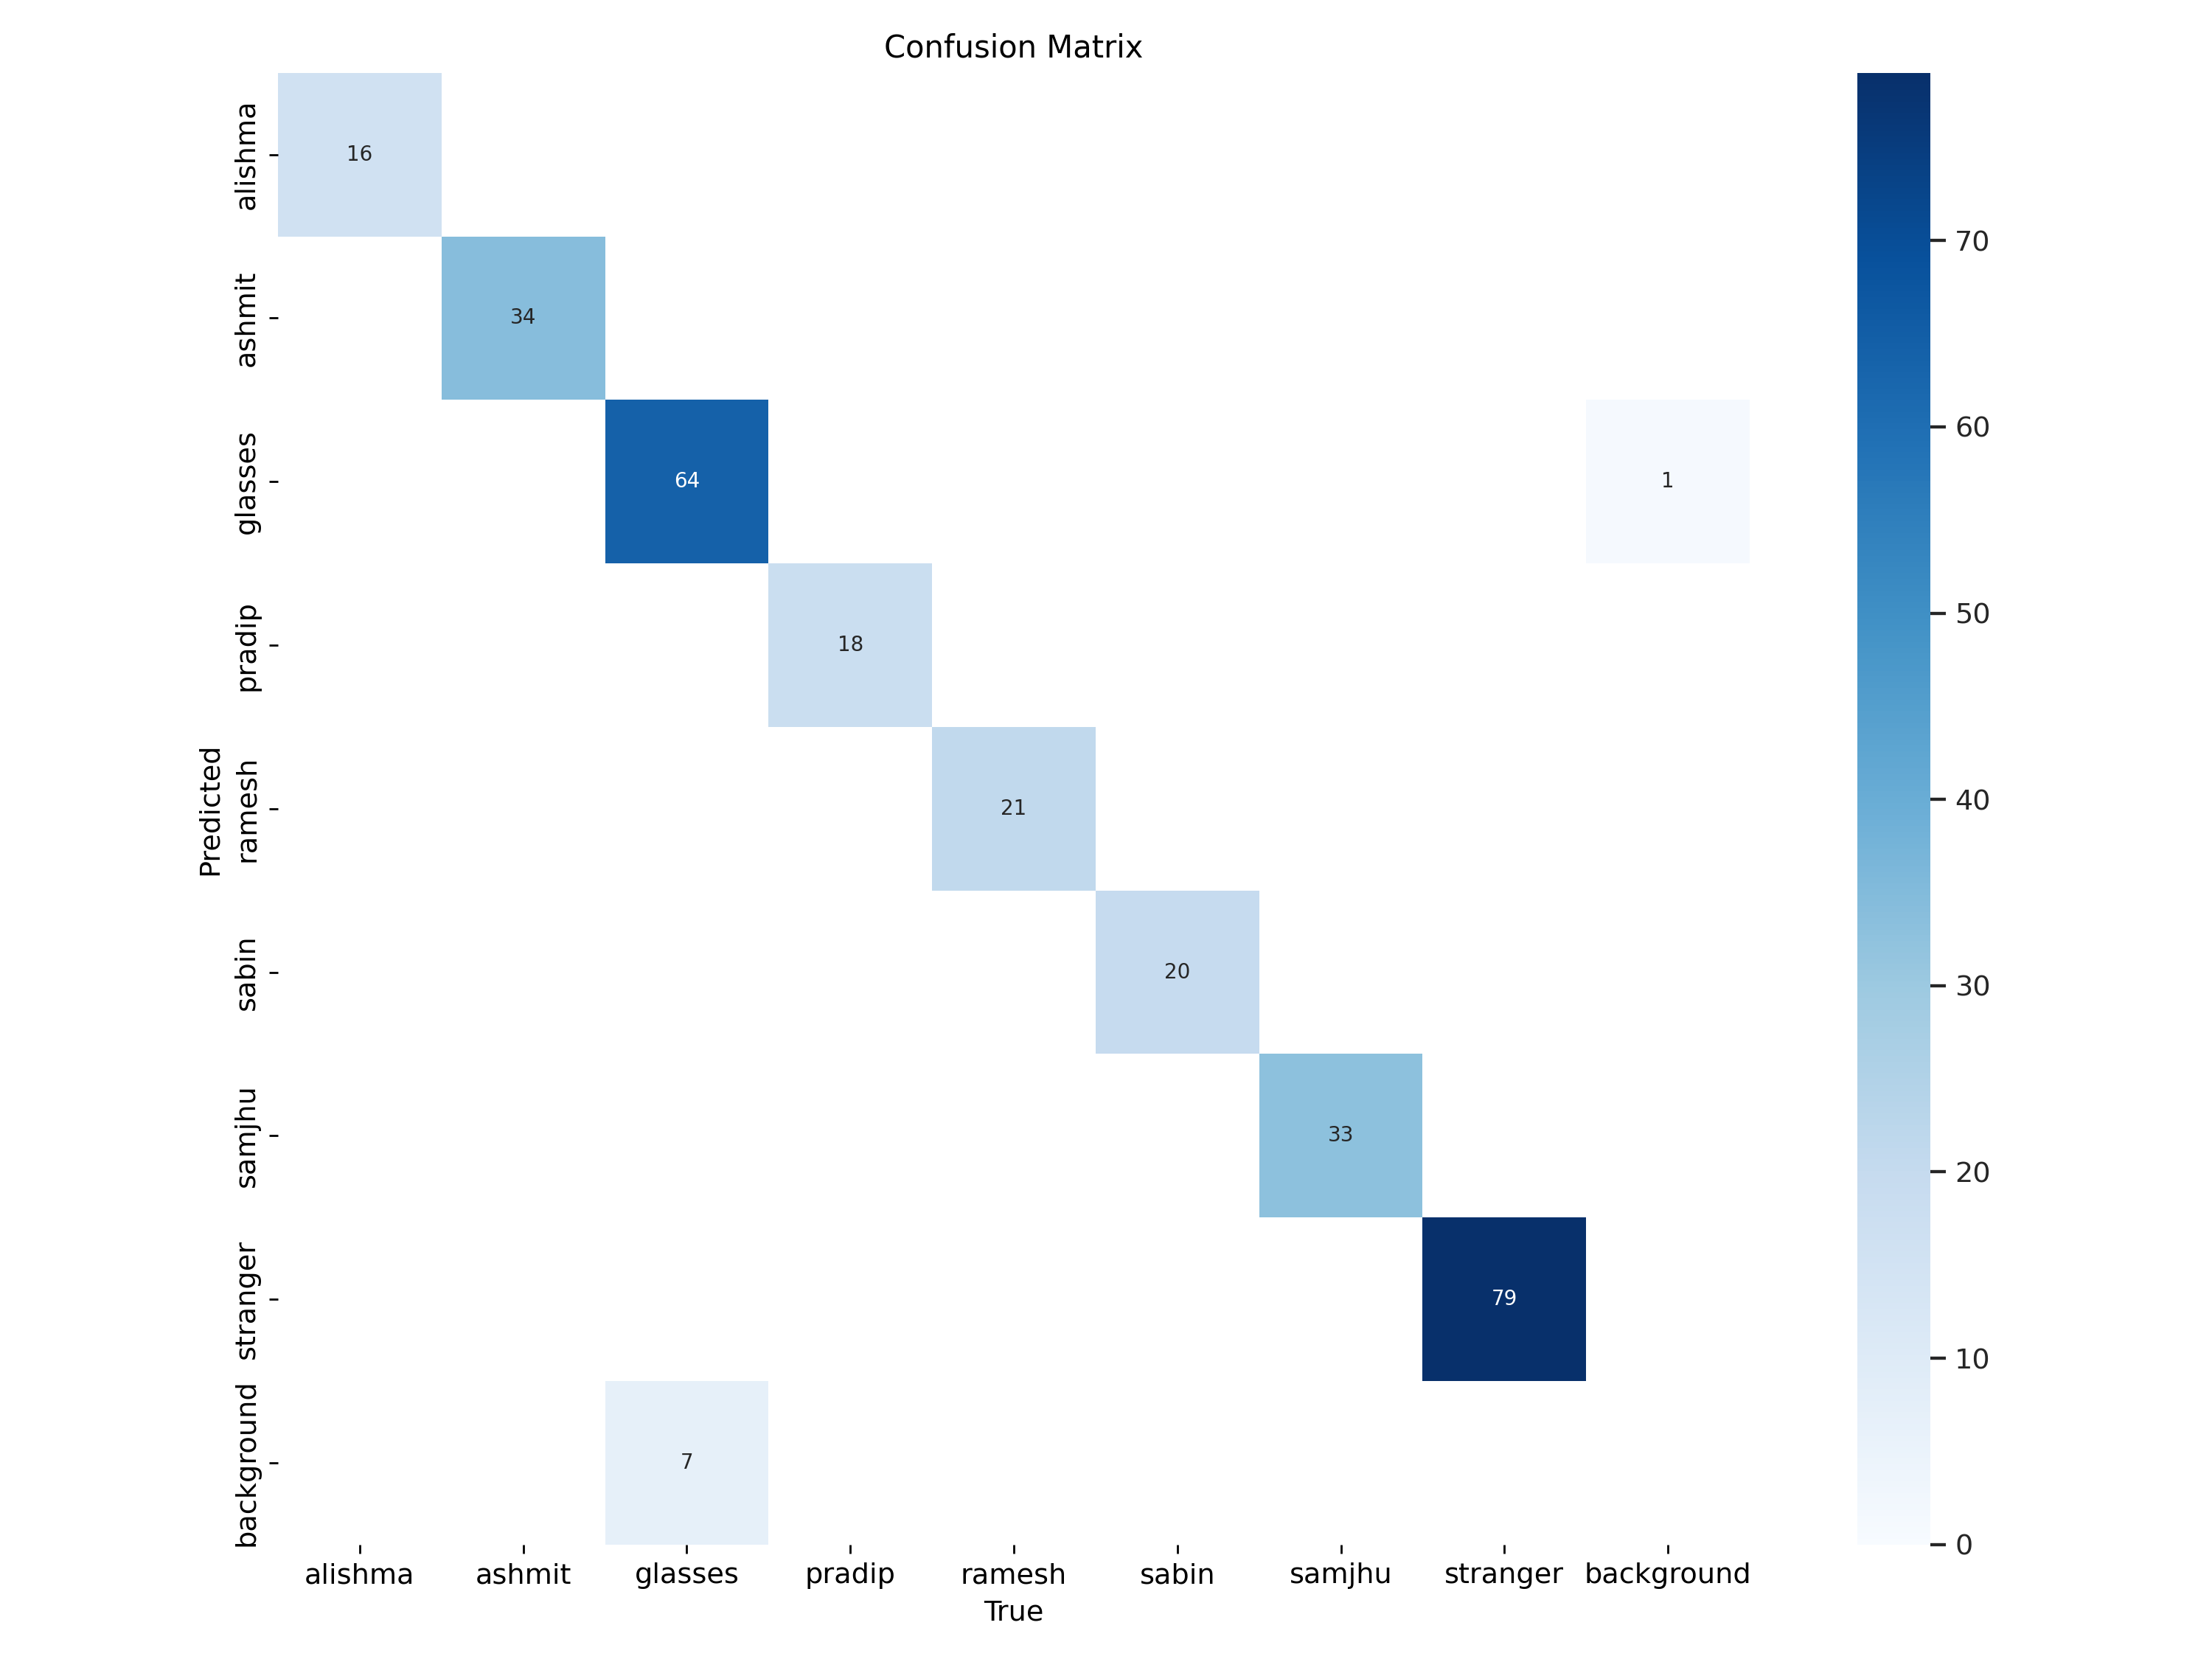 Confusion Matrix
alishma
16
ashmit
34
glasses
64
1
pradip
18
ramesh
21
sabin
20
samjhu
33
stranger
79
background
7
Predicted
alishma ashmit glasses pradip ramesh sabin samjhu stranger background
True
70
60
50
40
30
20
10
0